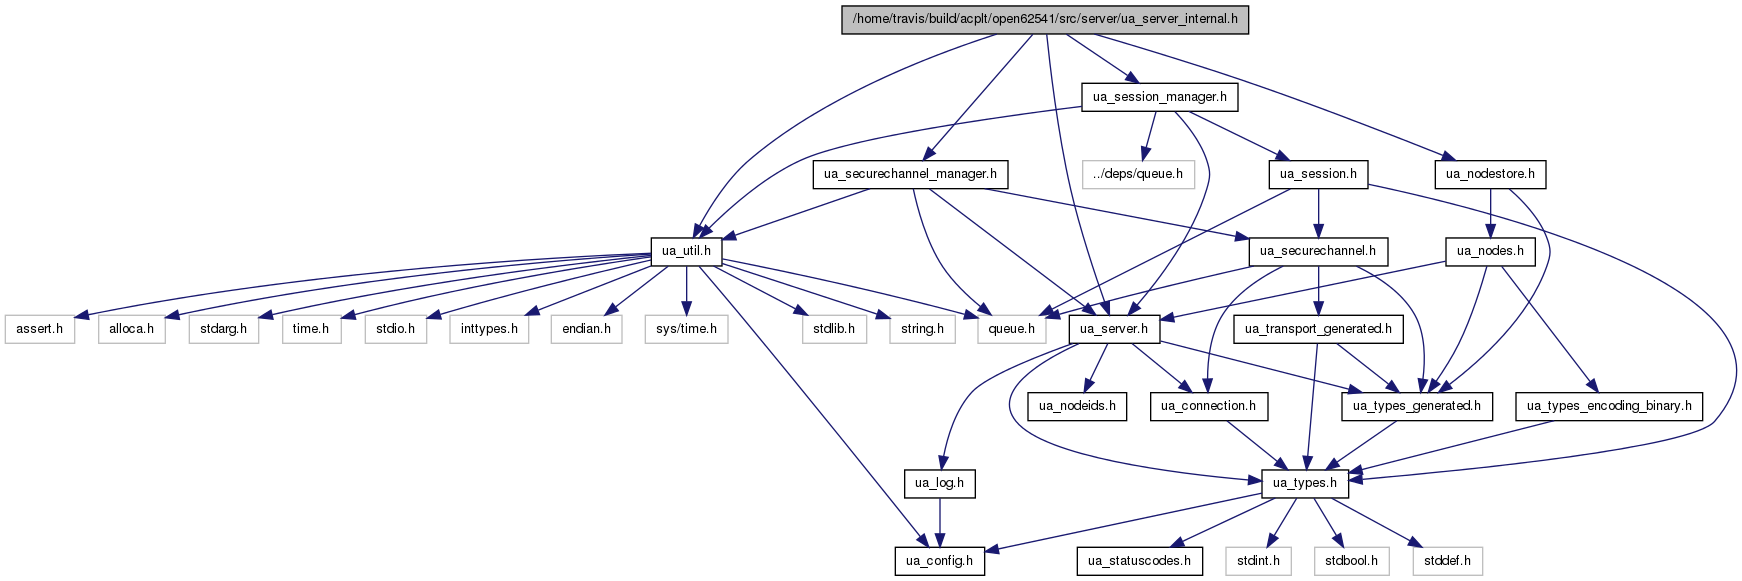 /home/travis/build/acplt/open62541/src/server/ua_server_internal.h
ua_session_manager.h
ua_securechannel_manager.h
../deps/queue.h
ua_session.h
ua_nodestore.h
ua_util.h
ua_securechannel.h
ua_nodes.h
assert.h
alloca.h
stdarg.h
time.h
stdio.h
inttypes.h
endian.h
sys/time.h
stdlib.h
string.h
queue.h
ua_server.h
ua_transport_generated.h
ua_nodeids.h
ua_connection.h
ua_types_generated.h
ua_types_encoding_binary.h
ua_log.h
ua_types.h
ua_config.h
ua_statuscodes.h
stdint.h
stdbool.h
stddef.h